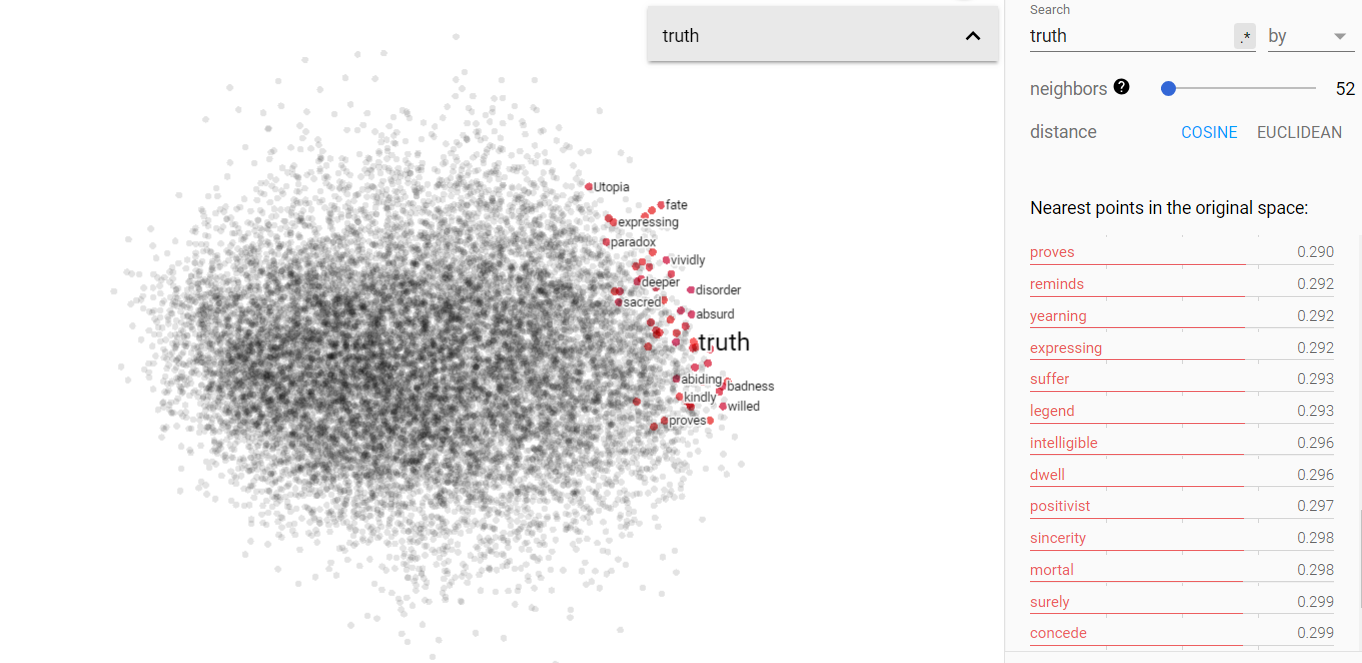 truth
Utopia
fate
expressing
paradox
vividly
deeper
disorder
sacred
absurd
truth
abiding
badness
kindly
willed
proves
Search
truth .* by
neighbors ? 52
distance COSINE EUCLIDEAN
Nearest points in the original space:
proves 0.290
reminds 0.292
yearning 0.292
expressing 0.292
suffer 0.293
legend 0.293
intelligible 0.296
dwell 0.296
positivist 0.297
sincerity 0.298
mortal 0.298
surely 0.299
concede 0.299